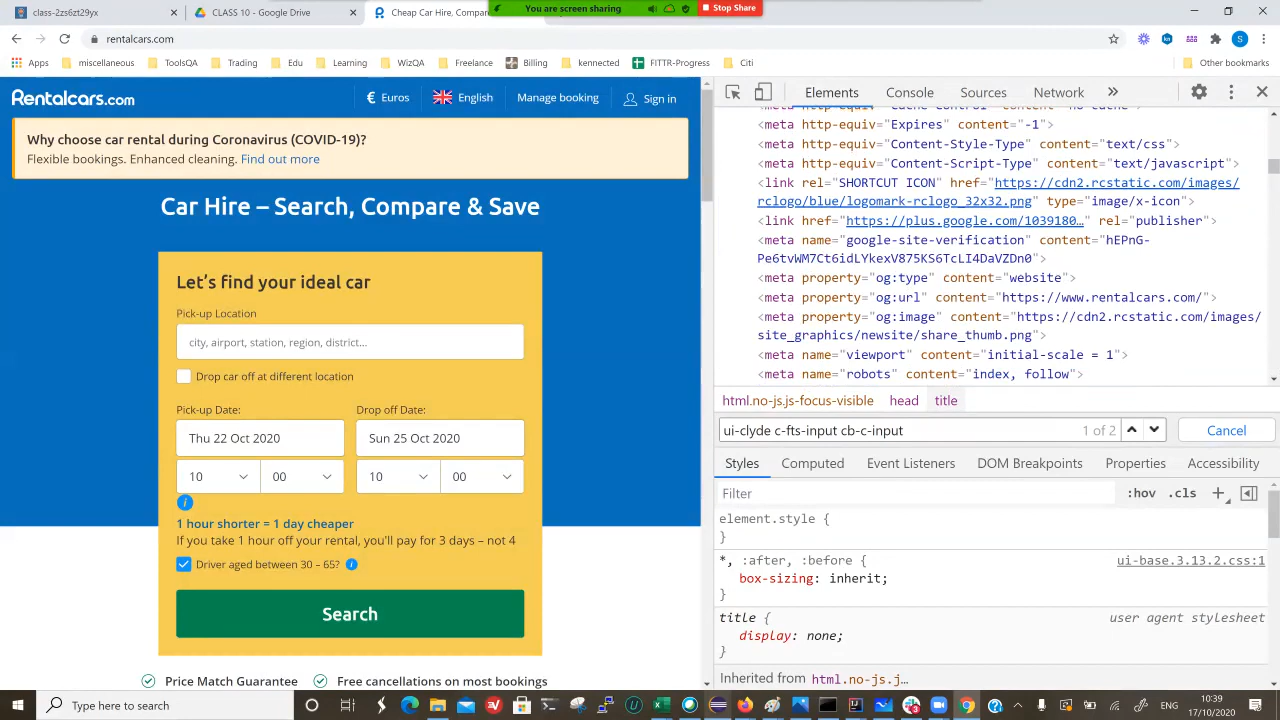 class-2zs6zt29yx
CLASS 10 - Google Drive
Cheap Car Hire, Compar
You are screen sharing
Stop Share
rentalcars.com
Apps
miscellaneous
ToolsQA
Trading
Edu
Learning
WizQA
Freelance
Billing
kennected
FITTR-Progress
Citi
Other bookmarks
Rentalcars.com
€ Euros
English
Manage booking
Sign in
Why choose car rental during Coronavirus (COVID-19)?
Flexible bookings. Enhanced cleaning. Find out more
Car Hire – Search, Compare & Save
Let's find your ideal car
Pick-up Location
city, airport, station, region, district...
Drop car off at different location
Pick-up Date:
Drop off Date:
Thu 22 Oct 2020
Sun 25 Oct 2020
10
00
10
00
1 hour shorter = 1 day cheaper
If you take 1 hour off your rental, you'll pay for 3 days – not 4
Driver aged between 30 – 65?
Search
Price Match Guarantee
Free cancellations on most bookings
Elements
Console
Sources
Network
<meta http-equiv="Expires" content="-1">
<meta http-equiv="Content-Style-Type" content="text/css">
<meta http-equiv="Content-Script-Type" content="text/javascript">
<link rel="SHORTCUT ICON" href="https://cdn2.rcstatic.com/images/
rclogo/blue/logomark-rclogo_32x32.png" type="image/x-icon">
<link href="https://plus.google.com/1039180…" rel="publisher">
<meta name="google-site-verification" content="hEPnG-
Pe6tvWM7Ct6idLYkexV875KS6TcLI4DaVZDn0">
<meta property="og:type" content="website">
<meta property="og:url" content="https://www.rentalcars.com/">
<meta property="og:image" content="https://cdn2.rcstatic.com/images/
site_graphics/newsite/share_thumb.png">
<meta name="viewport" content="initial-scale = 1">
<meta name="robots" content="index, follow">
html.no-js.js-focus-visible
head
title
ui-clyde c-fts-input cb-c-input
1 of 2
Cancel
Styles
Computed
Event Listeners
DOM Breakpoints
Properties
Accessibility
Filter
:hov
.cls
element.style {
}
*, :after, :before {
ui-base.3.13.2.css:1
box-sizing: inherit;
}
title {
user agent stylesheet
display: none;
}
Inherited from html.no-js.j…
Type here to search
ENG
10:39
17/10/2020